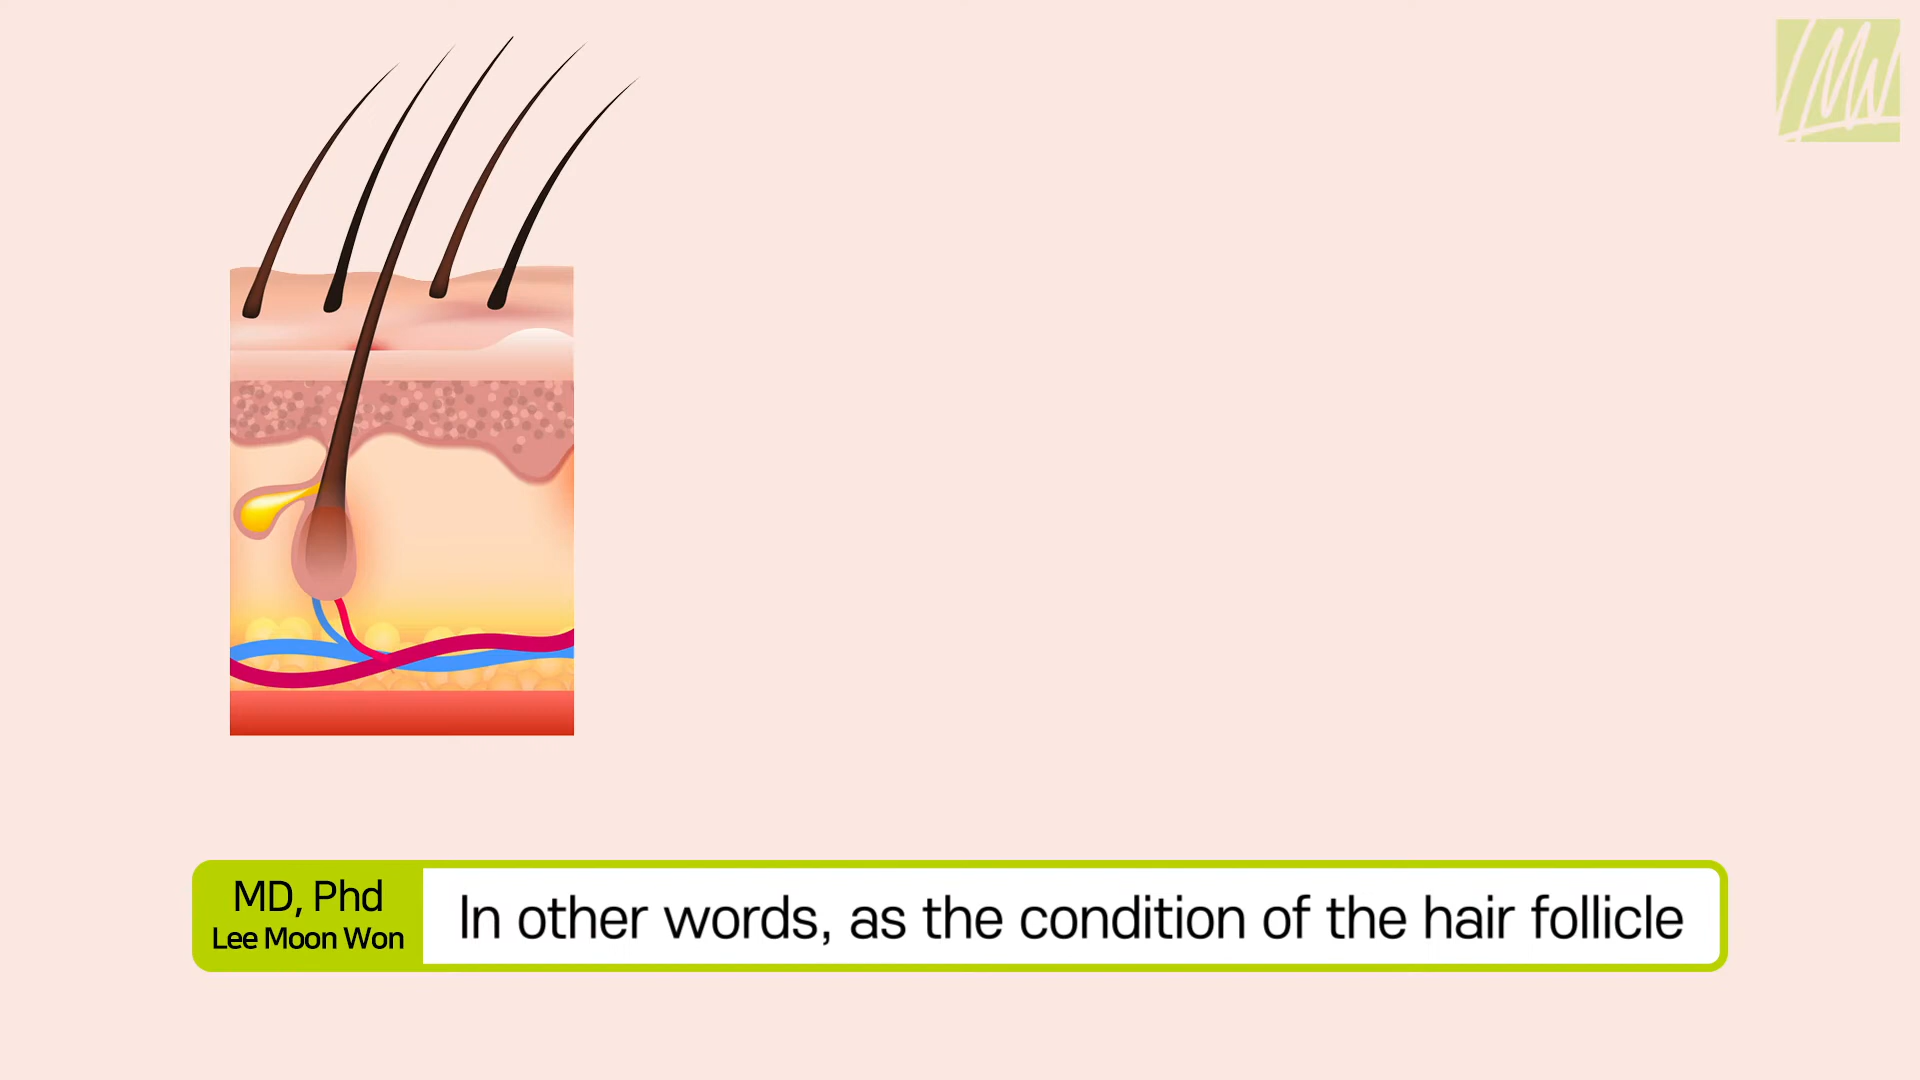 MD, Phd
Lee Moon Won
In other words, as the condition of the hair follicle